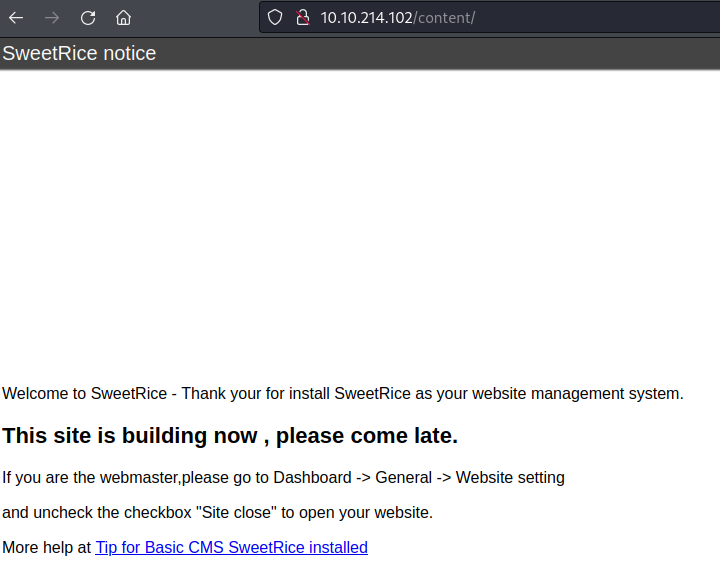 10.10.214.102/content/
SweetRice notice
Welcome to SweetRice - Thank your for install SweetRice as your website management system.
This site is building now , please come late.
If you are the webmaster,please go to Dashboard -> General -> Website setting
and uncheck the checkbox "Site close" to open your website.
More help at Tip for Basic CMS SweetRice installed